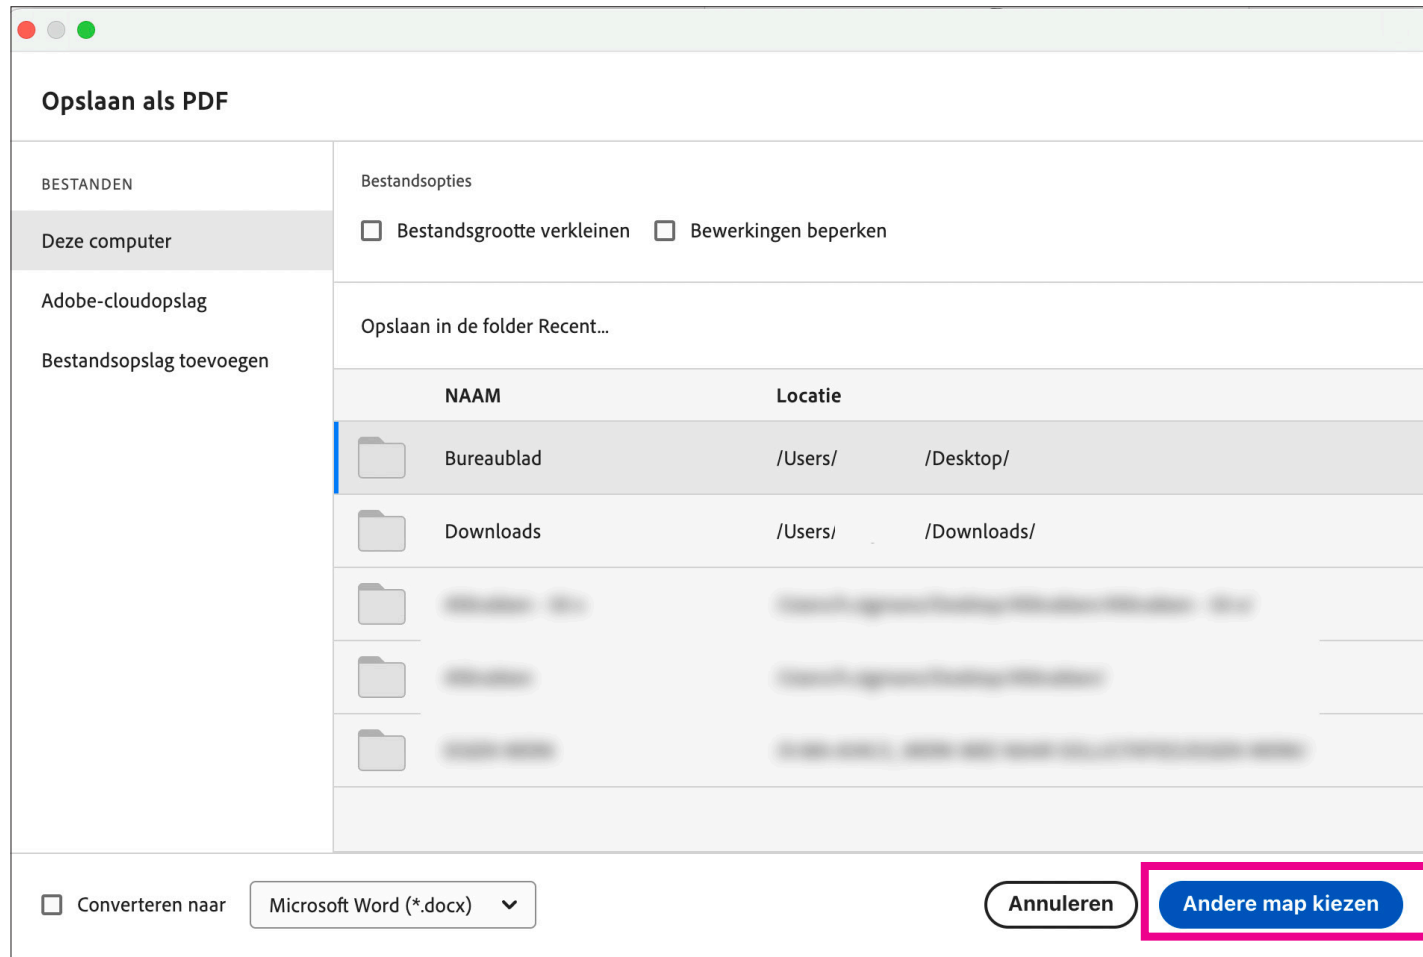 Opslaan als PDF
BESTANDEN
Deze computer
Adobe-cloudopslag
Bestandsopslag toevoegen
Bestandsopties
Bestandsgrootte verkleinen Bewerkingen beperken
Opslaan in de folder Recent...
NAAM Locatie
Bureaublad /Users/ /Desktop/
Downloads /Users/ /Downloads/
Converteren naar Microsoft Word (*.docx) Annuleren Andere map kiezen